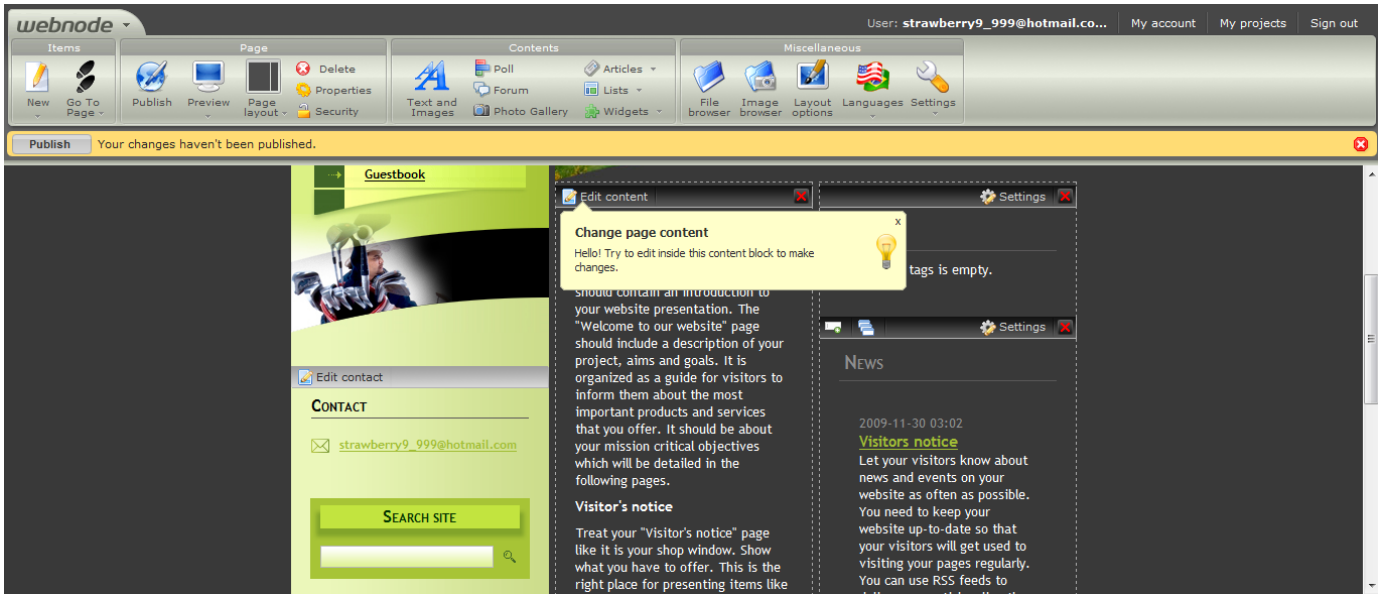 webnode
User: strawberry9_999@hotmail.co... My account My projects Sign out
Items Page Contents Miscellaneous
New
Go To
Page
Publish
Preview
Page
layout
Delete
Properties
Security
Text and
Images
Poll
Forum
Photo Gallery
Articles
Lists
Widgets
File
browser
Image
browser
Layout
options
Languages
Settings
Publish Your changes haven't been published.
Guestbook
Edit contact
CONTACT
strawberry9_999@hotmail.com
SEARCH SITE
Edit content
Change page content
x
Hello! Try to edit inside this content block to make
changes.
should contain an introduction to
your website presentation. The
"Welcome to our website" page
should include a description of your
project, aims and goals. It is
organized as a guide for visitors to
inform them about the most
important products and services
that you offer. It should be about
your mission critical objectives
which will be detailed in the
following pages.
Visitor's notice
Treat your "Visitor's notice" page
like it is your shop window. Show
what you have to offer. This is the
right place for presenting items like
Settings
tags is empty.
Settings
NEWS
2009-11-30 03:02
Visitors notice
Let your visitors know about
news and events on your
website as often as possible.
You need to keep your
website up-to-date so that
your visitors will get used to
visiting your pages regularly.
You can use RSS feeds to